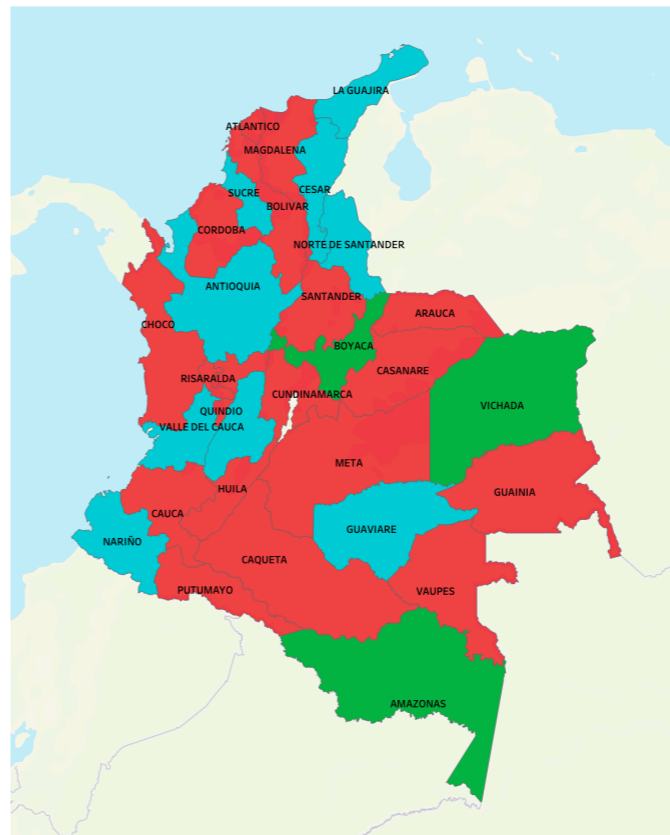 LA GUAJIRA
ATLANTICO
MAGDALENA
CESAR
SUCRE
BOLIVAR
CORDOBA
NORTE DE SANTANDER
ANTIOQUIA
SANTANDER
ARAUCA
CHOCO
BOYACA
CASANARE
RISARALDA
CUNDINAMARCA
VICHADA
QUINDIO
VALLE DEL CAUCA
META
HUILA
GUAINIA
CAUCA
GUAVIARE
NARIÑO
CAQUETA
PUTUMAYO
VAUPES
AMAZONAS